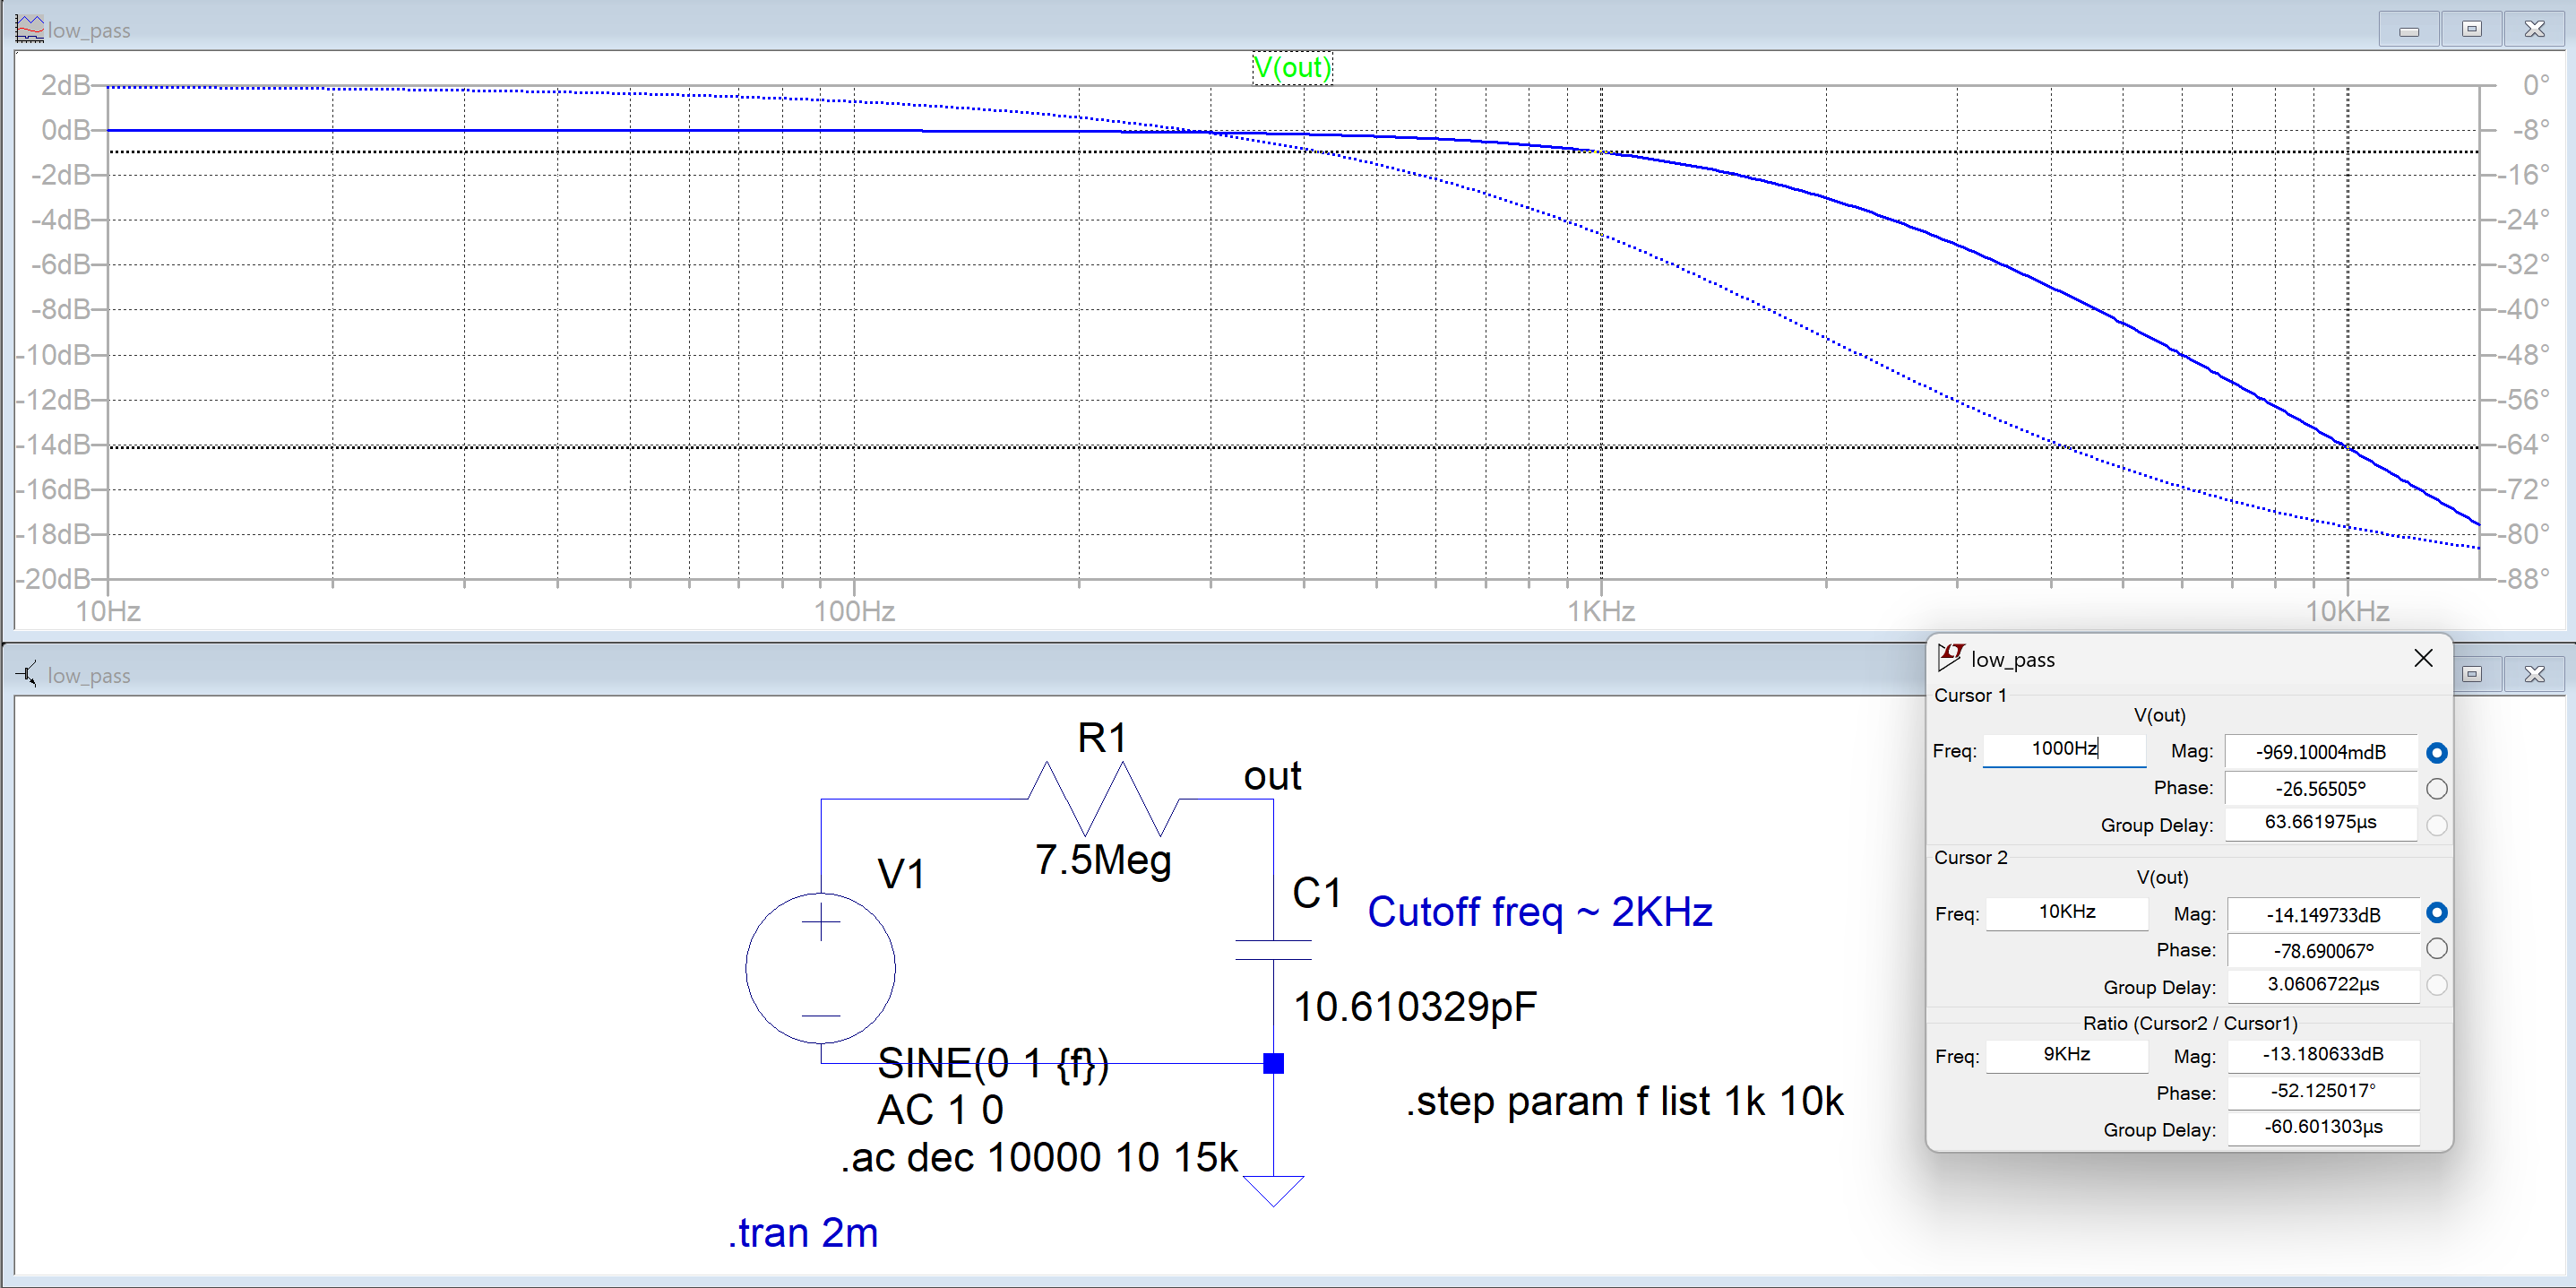 low_pass
V(out)
2dB
0dB
-2dB
-4dB
-6dB
-8dB
-10dB
-12dB
-14dB
-16dB
-18dB
-20dB
0°
-8°
-16°
-24°
-32°
-40°
-48°
-56°
-64°
-72°
-80°
-88°
10Hz 100Hz 1KHz 10KHz
low_pass
R1
out
7.5Meg
V1
C1
Cutoff freq ~ 2KHz
10.610329pF
SINE(0 1 {f})
AC 1 0
.step param f list 1k 10k
.ac dec 10000 10 15k
.tran 2m
low_pass
Cursor 1
V(out)
Freq: 1000Hz Mag: -969.10004mdB
Phase: -26.56505°
Group Delay: 63.661975µs
Cursor 2
V(out)
Freq: 10KHz Mag: -14.149733dB
Phase: -78.690067°
Group Delay: 3.0606722µs
Ratio (Cursor2 / Cursor1)
Freq: 9KHz Mag: -13.180633dB
Phase: -52.125017°
Group Delay: -60.601303µs